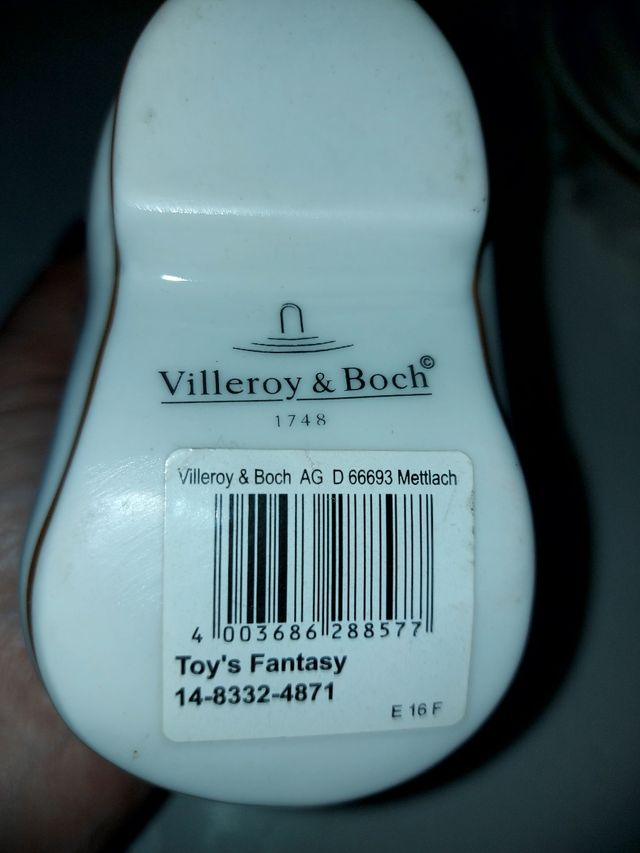 Villeroy & Boch©
1748
Villeroy & Boch AG D 66693 Mettlach
4 003686 288577
Toy's Fantasy
14-8332-4871
E 16 F